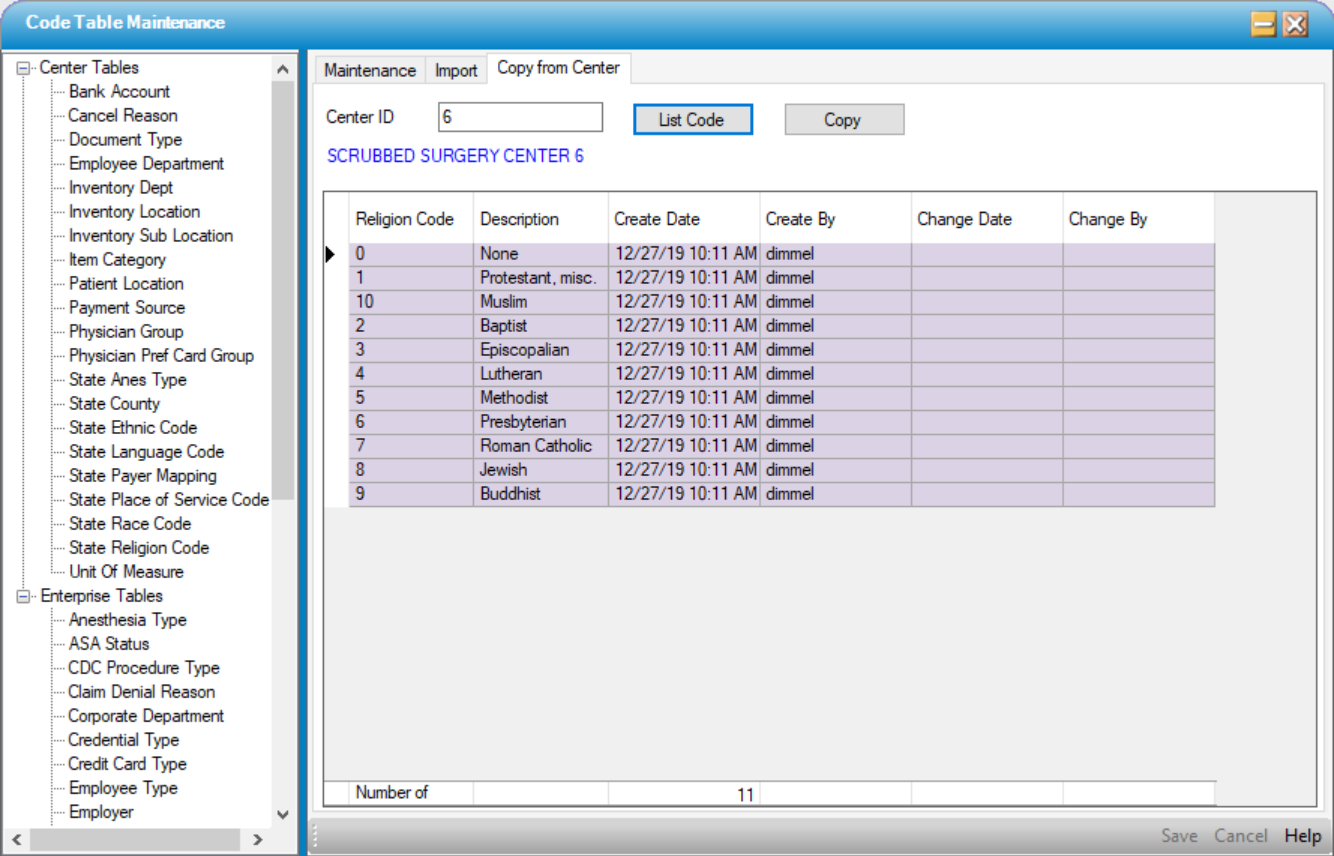 Code Table Maintenance
Center Tables
Bank Account
Cancel Reason
Document Type
Employee Department
Inventory Dept
Inventory Location
Inventory Sub Location
Item Category
Patient Location
Payment Source
Physician Group
Physician Pref Card Group
State Anes Type
State County
State Ethnic Code
State Language Code
State Payer Mapping
State Place of Service Code
State Race Code
State Religion Code
Unit Of Measure
Enterprise Tables
Anesthesia Type
ASA Status
CDC Procedure Type
Claim Denial Reason
Corporate Department
Credential Type
Credit Card Type
Employee Type
Employer
Maintenance Import Copy from Center
Center ID 6 List Code Copy
SCRUBBED SURGERY CENTER 6
Religion Code Description Create Date Create By Change Date Change By
0 None 12/27/19 10:11 AM dimmel
1 Protestant, misc. 12/27/19 10:11 AM dimmel
10 Muslim 12/27/19 10:11 AM dimmel
2 Baptist 12/27/19 10:11 AM dimmel
3 Episcopalian 12/27/19 10:11 AM dimmel
4 Lutheran 12/27/19 10:11 AM dimmel
5 Methodist 12/27/19 10:11 AM dimmel
6 Presbyterian 12/27/19 10:11 AM dimmel
7 Roman Catholic 12/27/19 10:11 AM dimmel
8 Jewish 12/27/19 10:11 AM dimmel
9 Buddhist 12/27/19 10:11 AM dimmel
Number of 11
Save Cancel Help